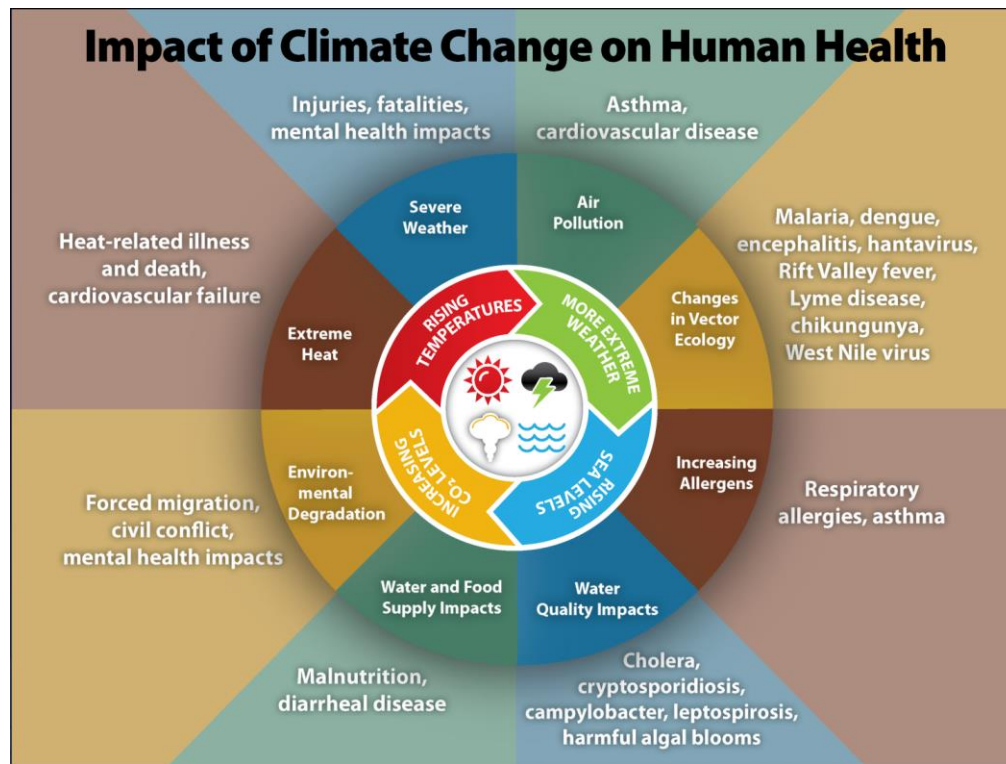 Impact of Climate Change on Human Health
Injuries, fatalities,
mental health impacts
Asthma,
cardiovascular disease
Severe
Weather
Air
Pollution
Heat-related illness
and death,
cardiovascular failure
Extreme
Heat
RISING
TEMPERATURES
MORE EXTREME
WEATHER
Changes
in Vector
Ecology
Malaria, dengue,
encephalitis, hantavirus,
Rift Valley fever,
Lyme disease,
chikungunya,
West Nile virus
Forced migration,
civil conflict,
mental health impacts
Environ-
mental
Degradation
INCREASING
CO₂ LEVELS
RISING
SEA LEVELS
Increasing
Allergens
Respiratory
allergies, asthma
Water and Food
Supply Impacts
Water
Quality Impacts
Malnutrition,
diarrheal disease
Cholera,
cryptosporidiosis,
campylobacter, leptospirosis,
harmful algal blooms